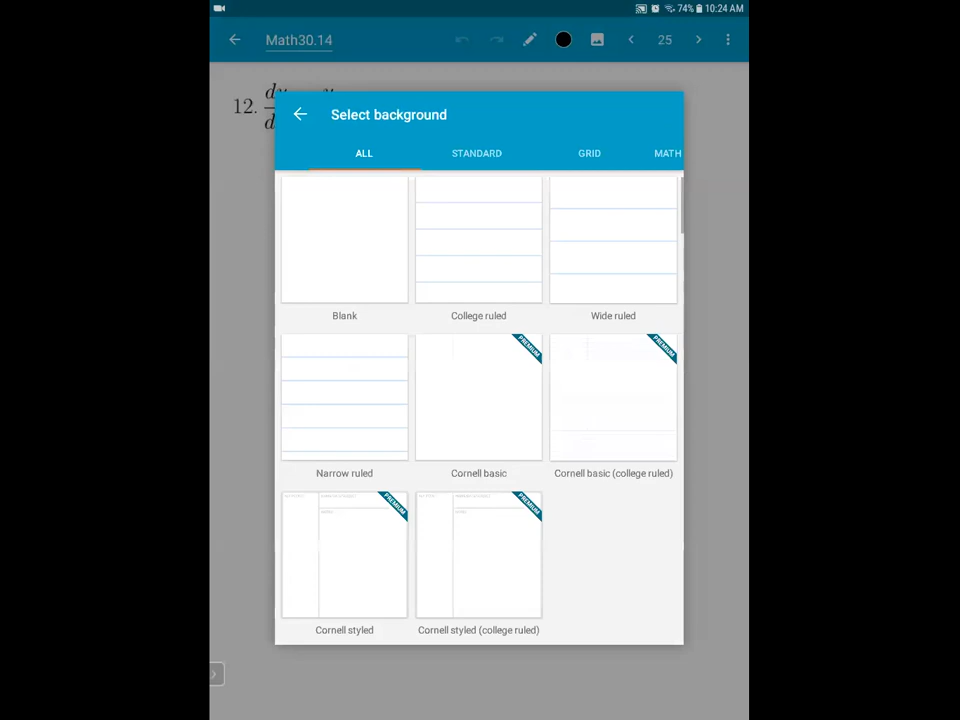 74% 10:24 AM
Math30.14 25
12.
Select background
ALL STANDARD GRID MATH
Blank College ruled Wide ruled
PREMIUM PREMIUM
Narrow ruled Cornell basic Cornell basic (college ruled)
PREMIUM PREMIUM
Cornell styled Cornell styled (college ruled)